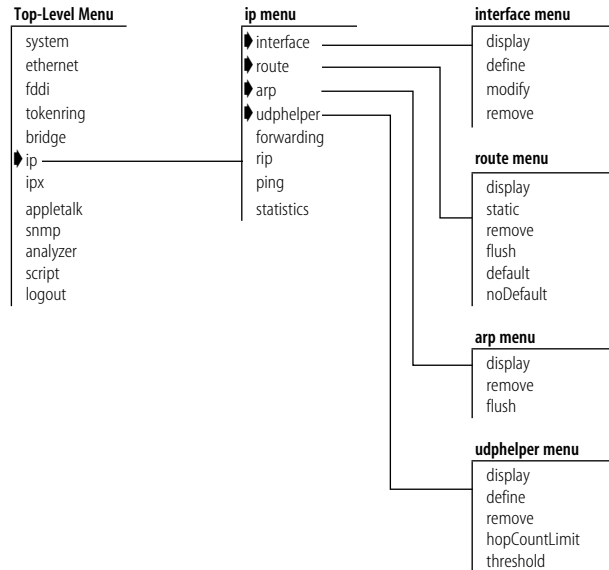 Top-Level Menu
system
ethernet
fddi
tokenring
bridge
ip
ipx
appletalk
snmp
analyzer
script
logout
ip menu
interface
route
arp
udphelper
forwarding
rip
ping
statistics
interface menu
display
define
modify
remove
route menu
display
static
remove
flush
default
noDefault
arp menu
display
remove
flush
udphelper menu
display
define
remove
hopCountLimit
threshold